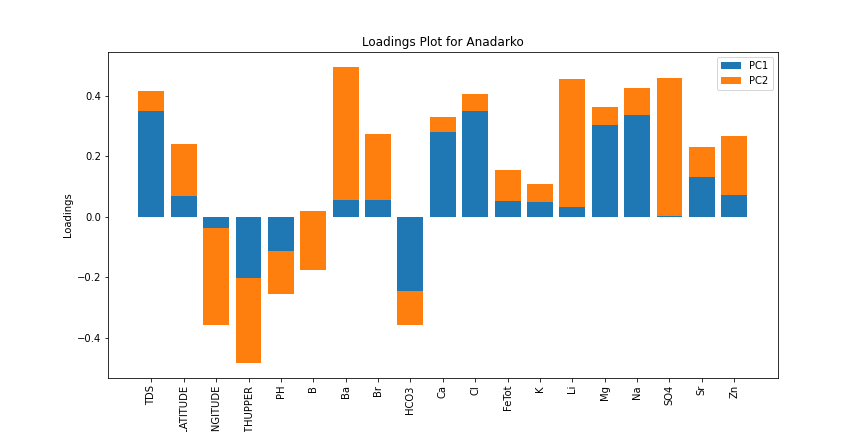 Loadings Plot for Anadarko
PC1
PC2
Loadings
0.4
0.2
0.0
−0.2
−0.4
TDS
LATITUDE
NGITUDE
THUPPER
PH
B
Ba
Br
HCO3
Ca
Cl
FeTot
K
Li
Mg
Na
SO4
Sr
Zn